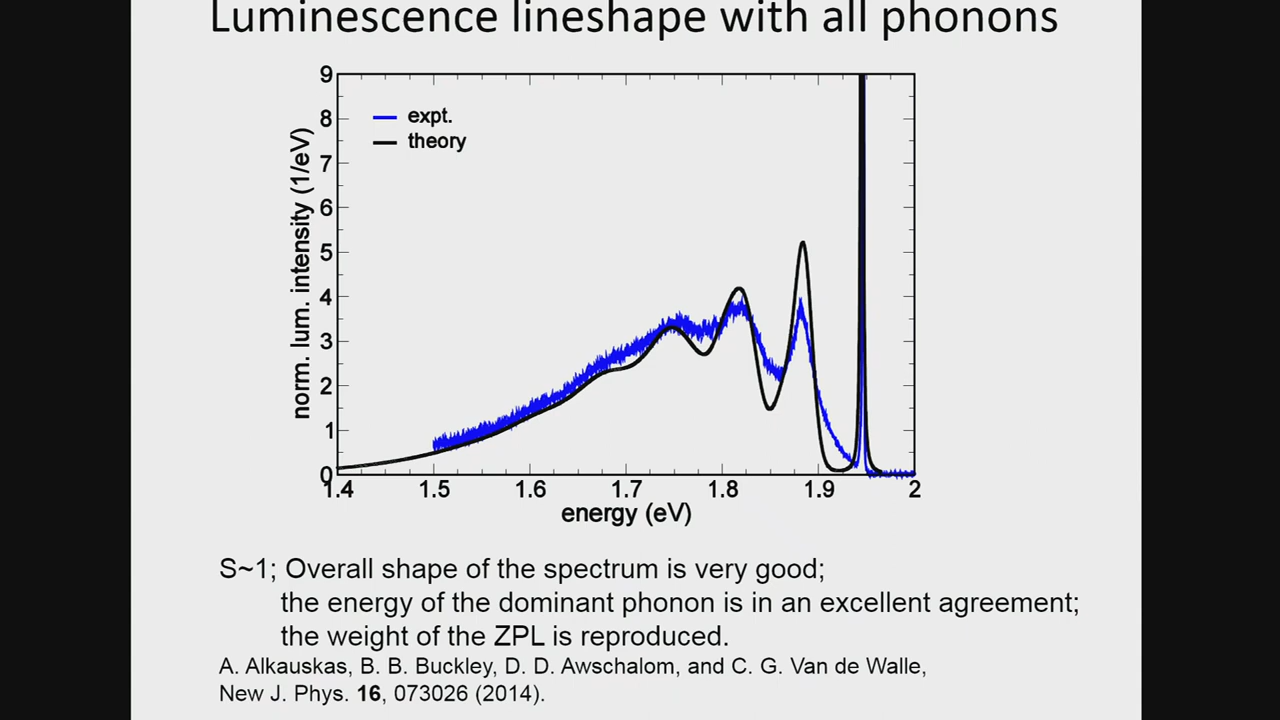 Luminescence lineshape with all phonons
9
8
7
6
5
4
3
2
1
0
norm. lum. intensity (1/eV)
expt.
theory
1.4 1.5 1.6 1.7 1.8 1.9 2
energy (eV)
S~1; Overall shape of the spectrum is very good;
the energy of the dominant phonon is in an excellent agreement;
the weight of the ZPL is reproduced.
A. Alkauskas, B. B. Buckley, D. D. Awschalom, and C. G. Van de Walle,
New J. Phys. 16, 073026 (2014).